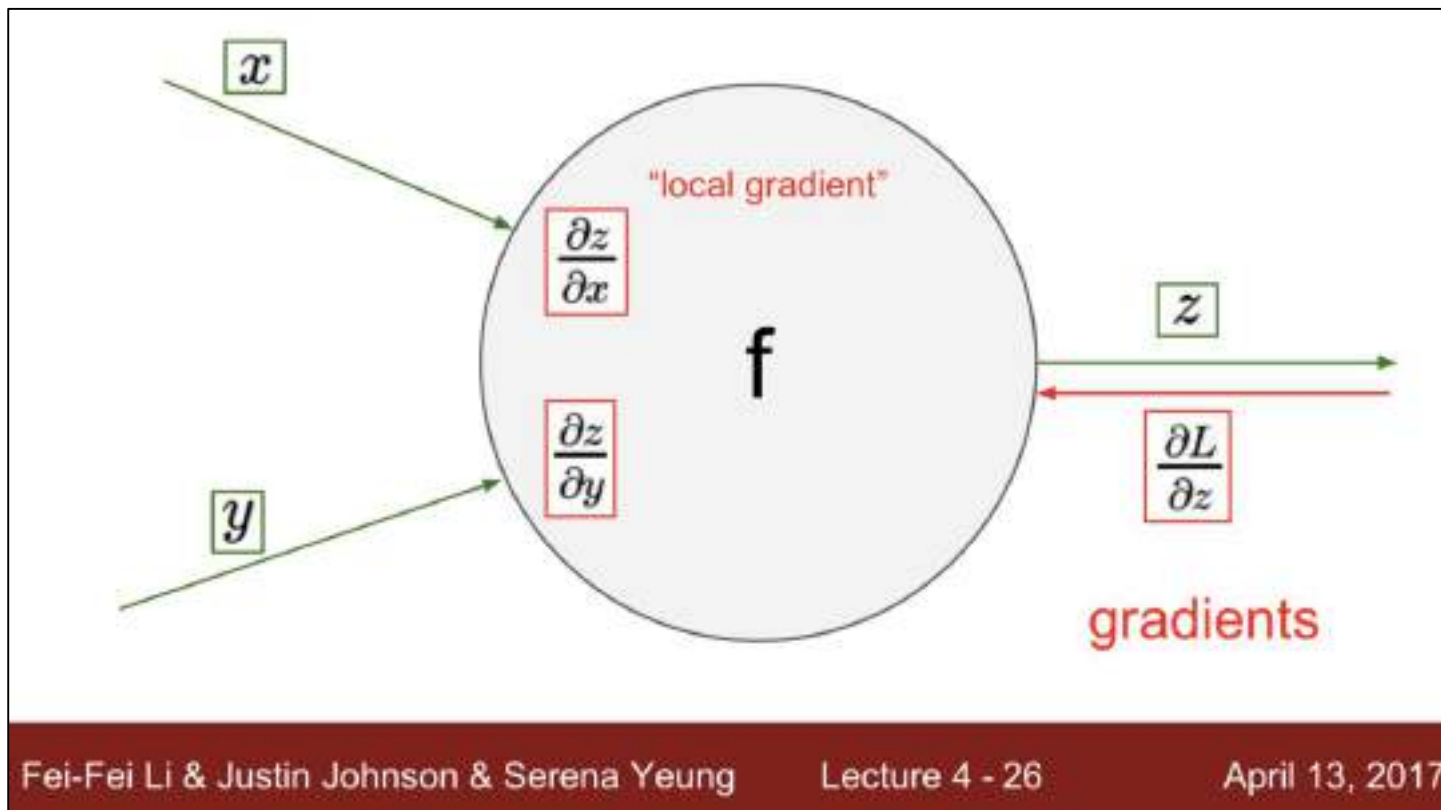 x
"local gradient"
∂z/∂x
z
f
∂z/∂y
∂L/∂z
y
gradients
Fei-Fei Li & Justin Johnson & Serena Yeung Lecture 4 - 26 April 13, 2017